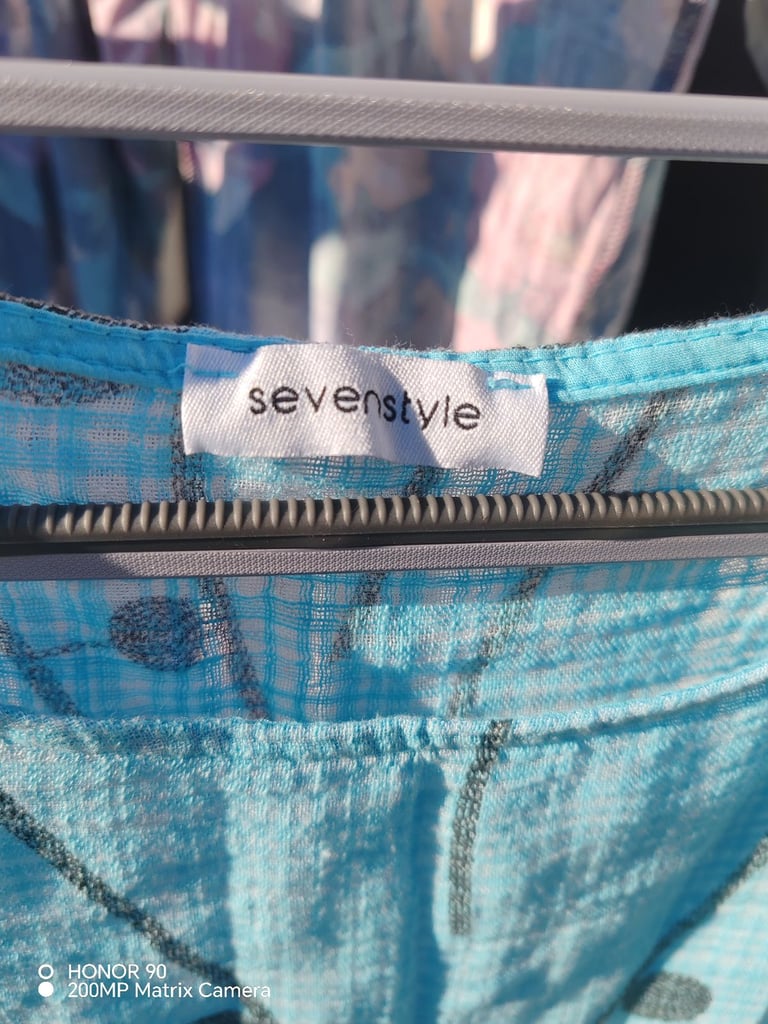 sevenstyle
HONOR 90
200MP Matrix Camera